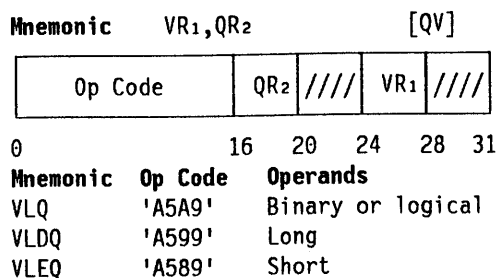 Mnemonic VR₁,QR₂ [QV]
Op Code QR₂ //// VR₁ ////
0 16 20 24 28 31
Mnemonic Op Code Operands
VLQ 'A5A9' Binary or logical
VLDQ 'A599' Long
VLEQ 'A589' Short